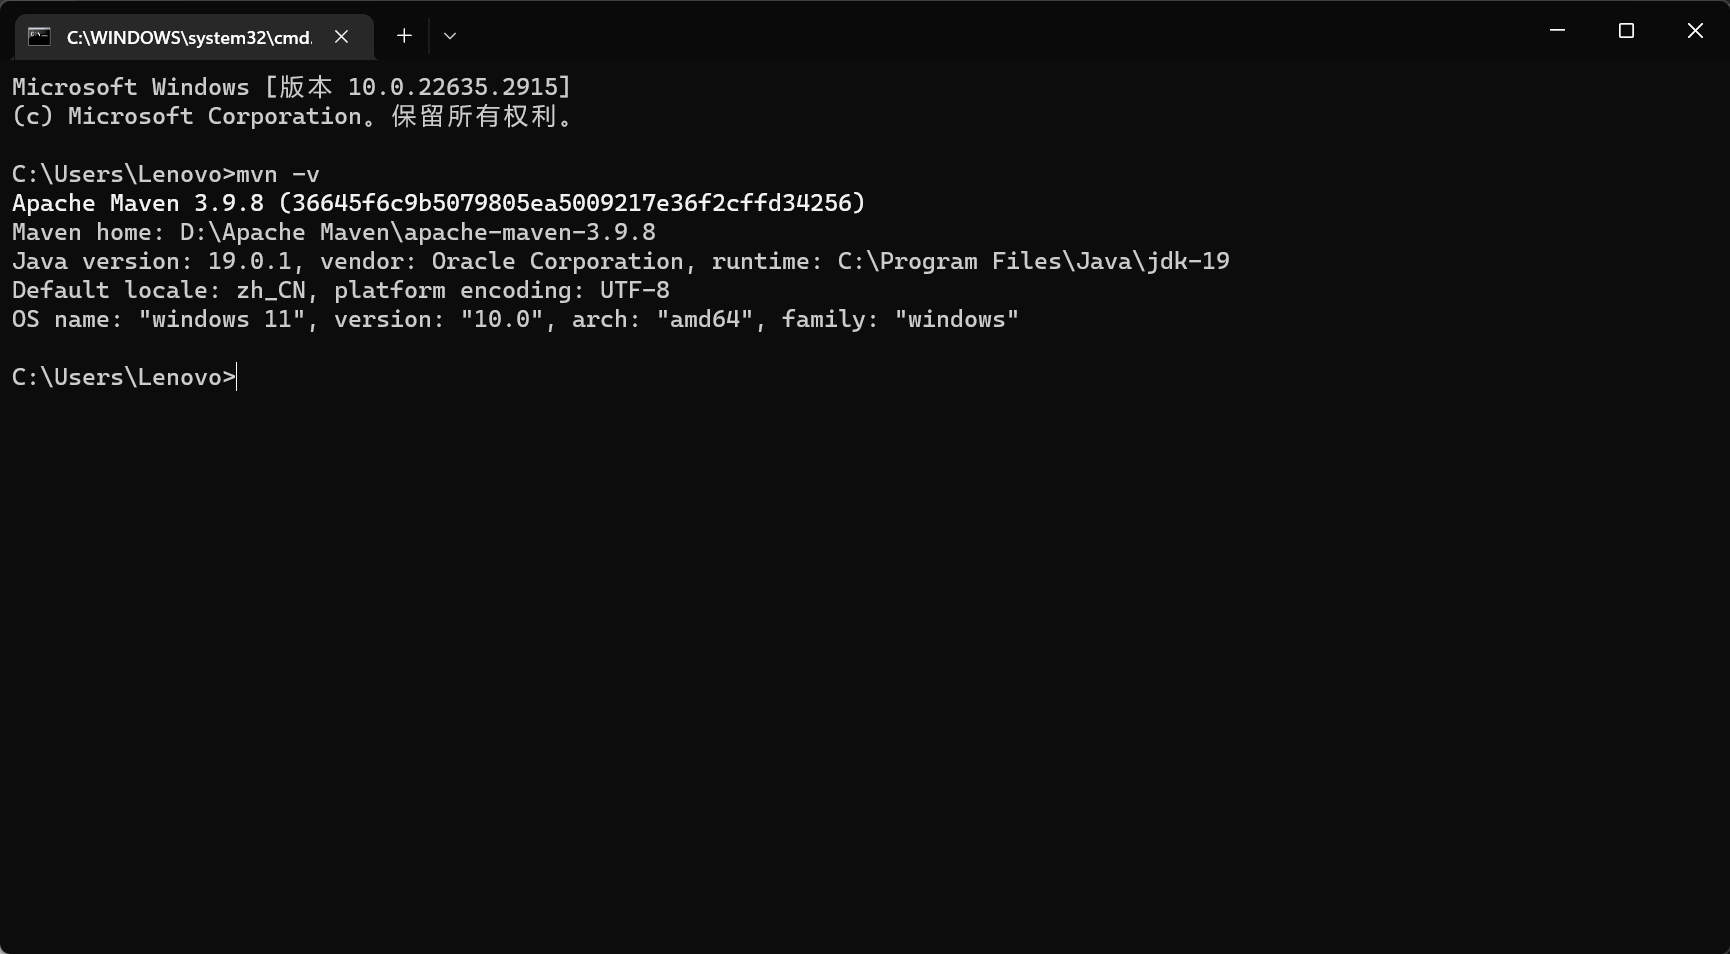 C:\WINDOWS\system32\cmd.
Microsoft Windows [版本 10.0.22635.2915]
(c) Microsoft Corporation。保留所有权利。
C:\Users\Lenovo>mvn -v
Apache Maven 3.9.8 (36645f6c9b5079805ea5009217e36f2cffd34256)
Maven home: D:\Apache Maven\apache-maven-3.9.8
Java version: 19.0.1, vendor: Oracle Corporation, runtime: C:\Program Files\Java\jdk-19
Default locale: zh_CN, platform encoding: UTF-8
OS name: "windows 11", version: "10.0", arch: "amd64", family: "windows"
C:\Users\Lenovo>